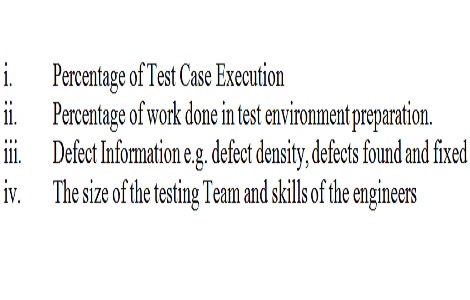 i. Percentage of Test Case Execution
ii. Percentage of work done in test environment preparation.
iii. Defect Information e.g. defect density, defects found and fixed
iv. The size of the testing Team and skills of the engineers